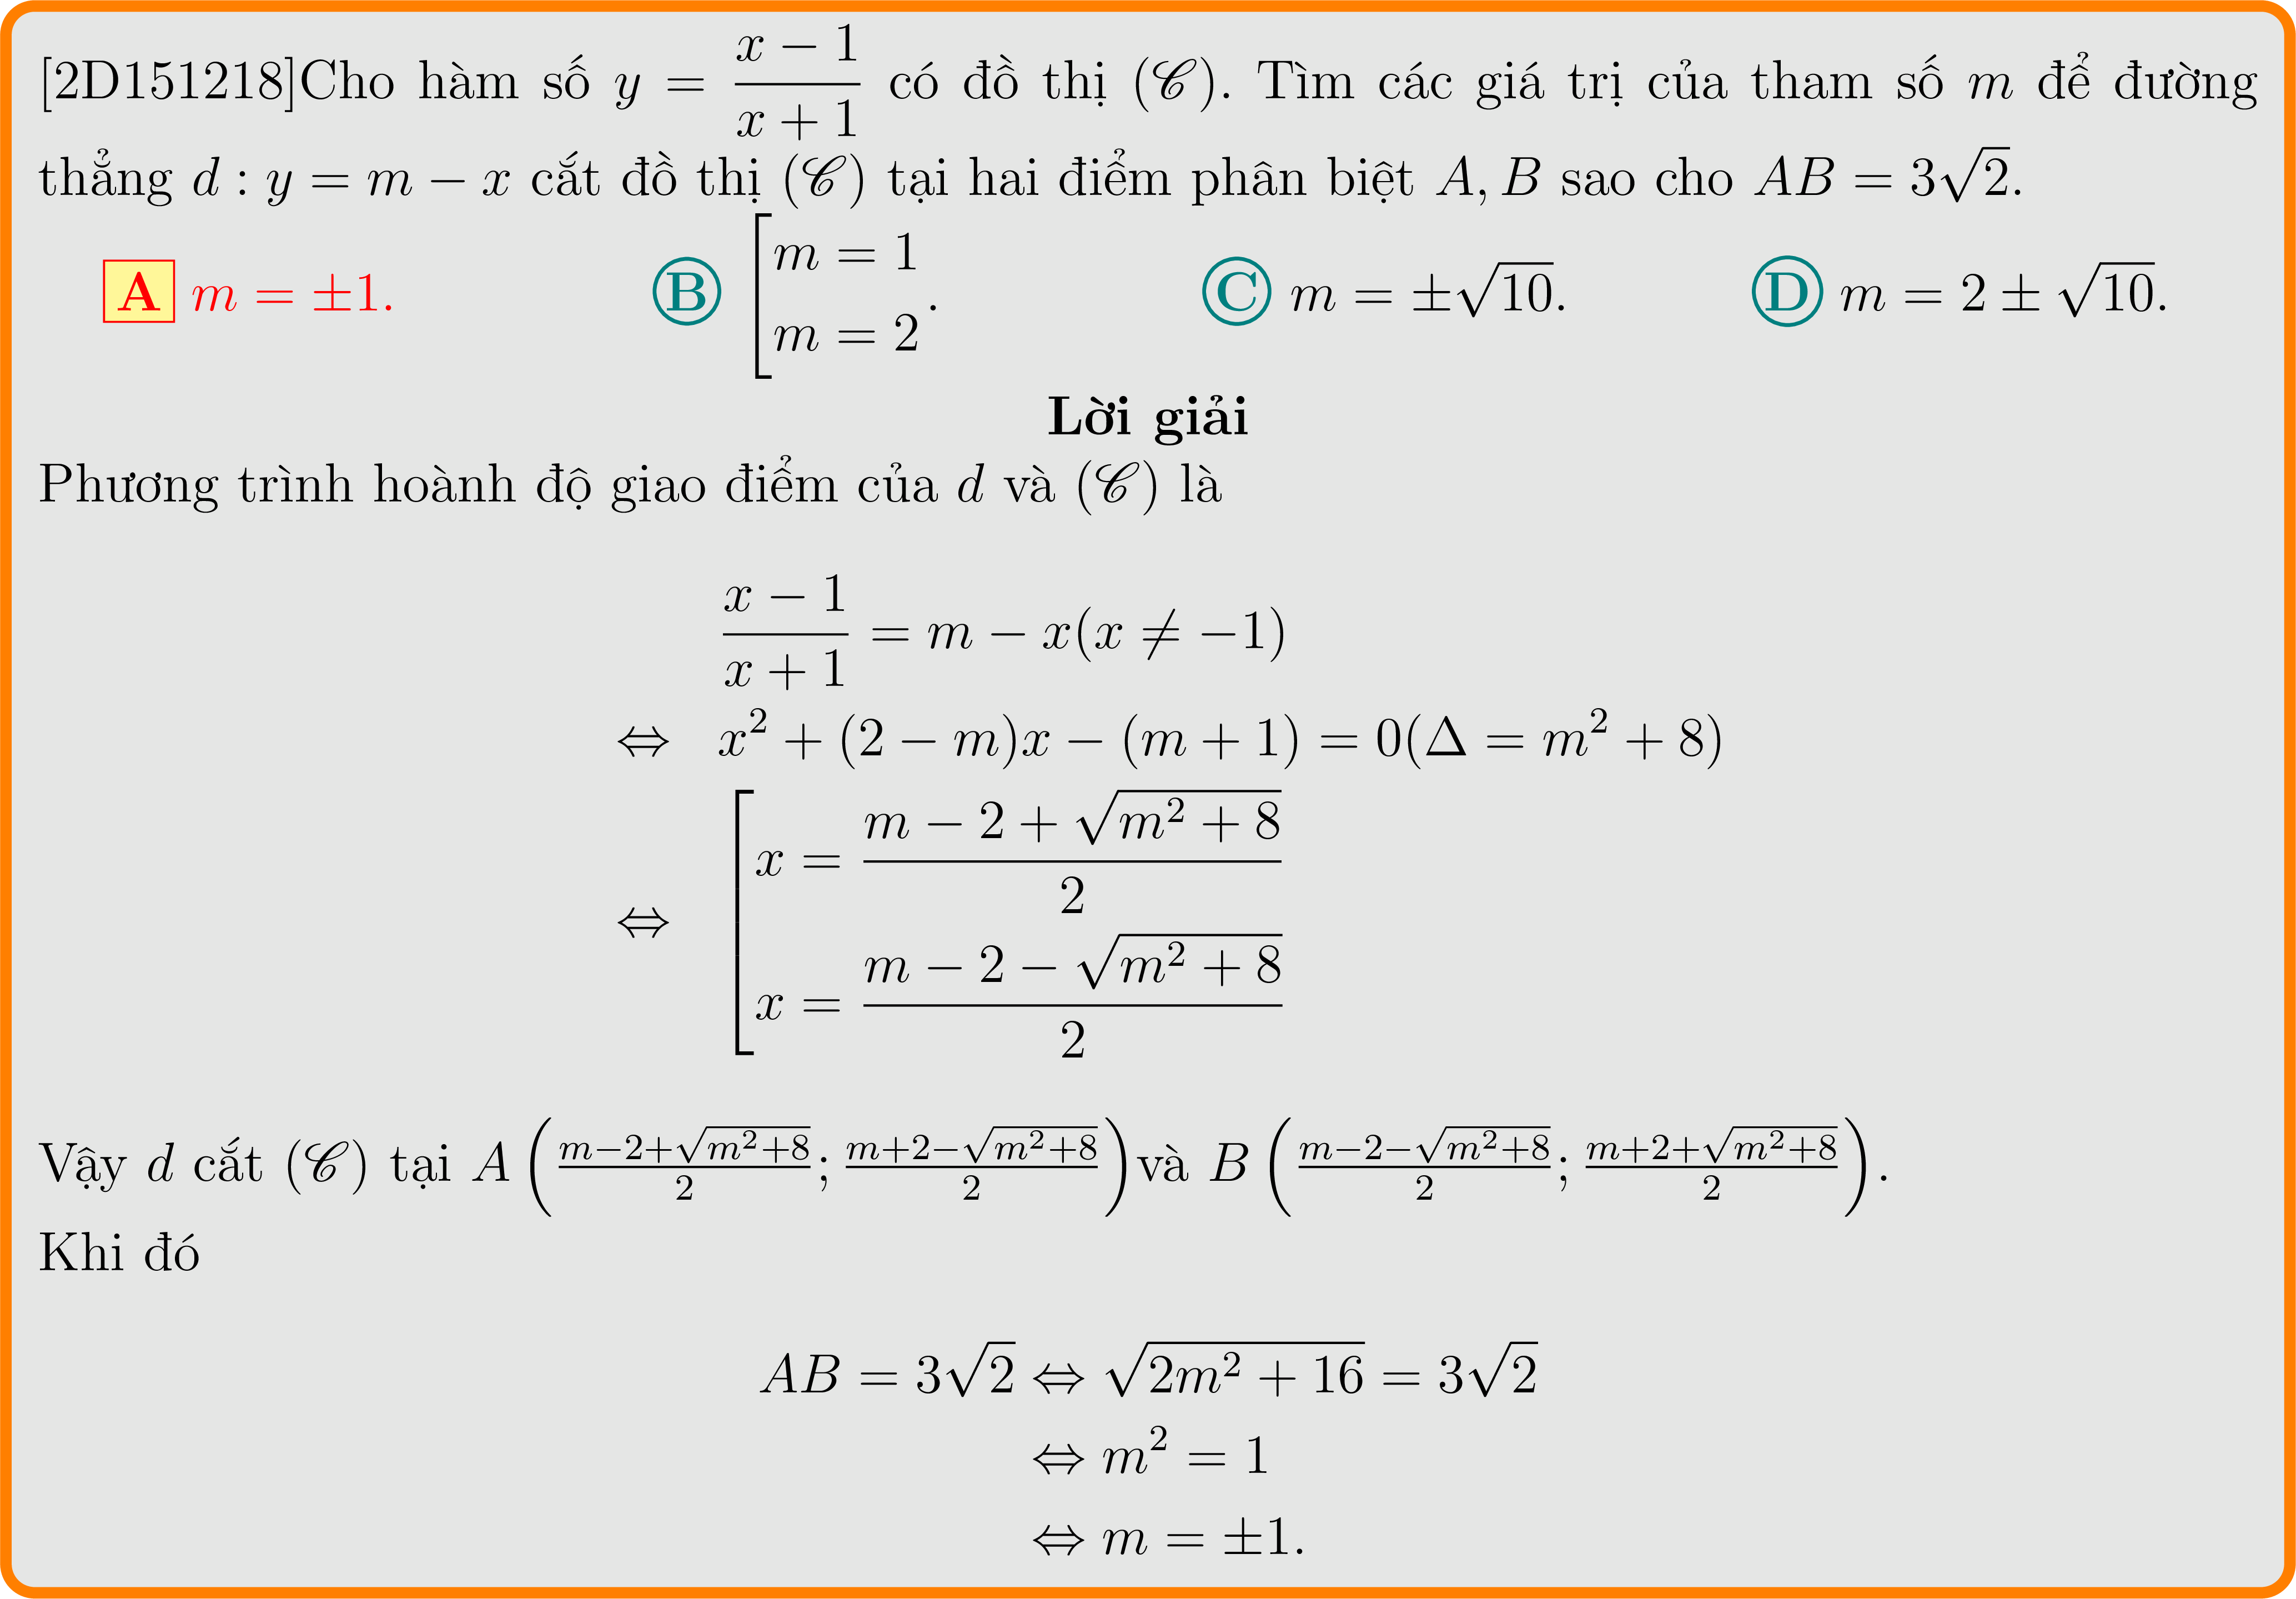 [2D151218]Cho hàm số $y = \dfrac{x-1}{x+1}$ có đồ thị $(\mathscr{C})$. Tìm các giá trị của tham số $m$ để đường
thẳng $d : y = m - x$ cắt đồ thị $(\mathscr{C})$ tại hai điểm phân biệt $A, B$ sao cho $AB = 3\sqrt{2}$.
A $m = \pm 1$. B $\left[\begin{array}{l} m = 1 \\ m = 2 \end{array}\right.$. C $m = \pm\sqrt{10}$. D $m = 2 \pm \sqrt{10}$.
Lời giải
Phương trình hoành độ giao điểm của $d$ và $(\mathscr{C})$ là
$\dfrac{x-1}{x+1} = m - x (x \neq -1)$
$\Leftrightarrow x^2 + (2 - m)x - (m + 1) = 0 (\Delta = m^2 + 8)$
$\Leftrightarrow \left[\begin{array}{l} x = \dfrac{m - 2 + \sqrt{m^2 + 8}}{2} \\ x = \dfrac{m - 2 - \sqrt{m^2 + 8}}{2} \end{array}\right.$
Vậy $d$ cắt $(\mathscr{C})$ tại $A\left(\frac{m-2+\sqrt{m^2+8}}{2}; \frac{m+2-\sqrt{m^2+8}}{2}\right)$và $B\left(\frac{m-2-\sqrt{m^2+8}}{2}; \frac{m+2+\sqrt{m^2+8}}{2}\right)$.
Khi đó
$AB = 3\sqrt{2} \Leftrightarrow \sqrt{2m^2 + 16} = 3\sqrt{2}$
$\Leftrightarrow m^2 = 1$
$\Leftrightarrow m = \pm 1.$